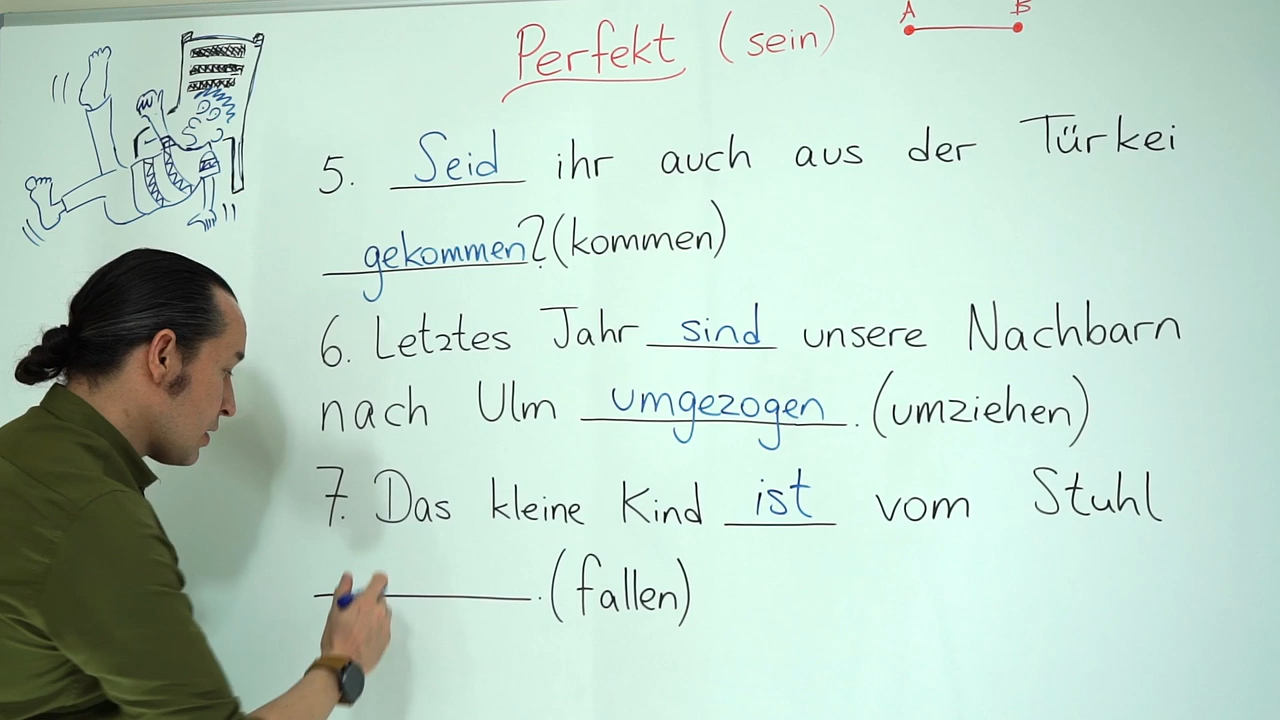 Perfekt (sein) A B
5. Seid ihr auch aus der Türkei
gekommen? (kommen)
6. Letztes Jahr sind unsere Nachbarn
nach Ulm umgezogen. (umziehen)
7. Das kleine Kind ist vom Stuhl
________. (fallen)